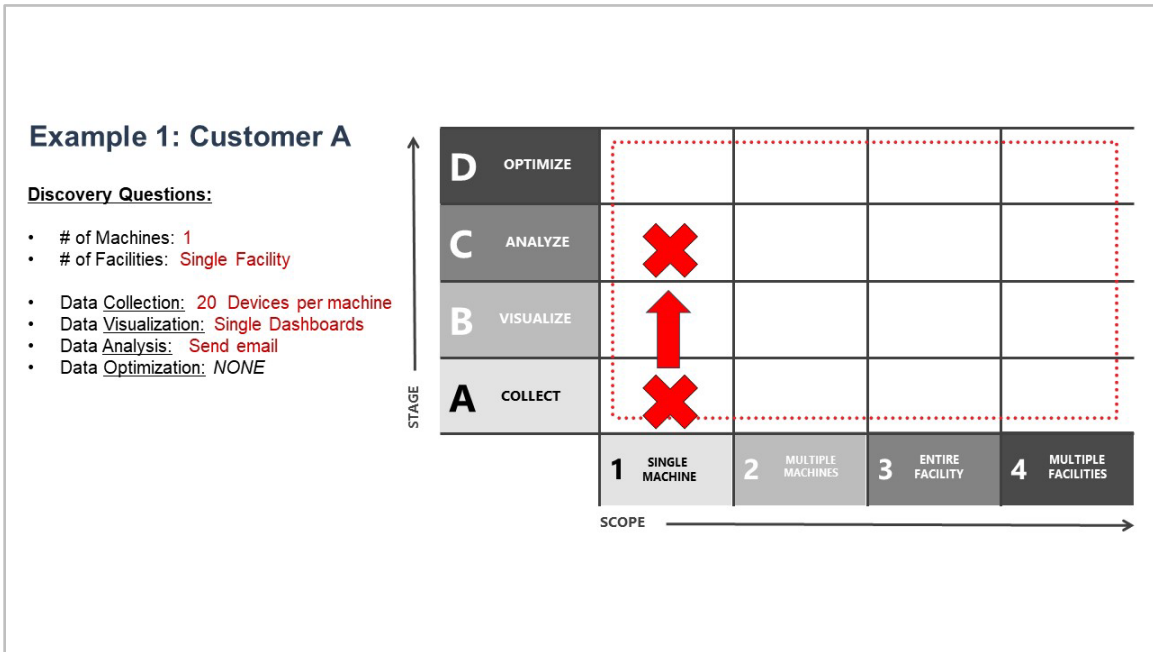 Example 1: Customer A
Discovery Questions:
• # of Machines: 1
• # of Facilities: Single Facility
• Data Collection: 20 Devices per machine
• Data Visualization: Single Dashboards
• Data Analysis: Send email
• Data Optimization: NONE
STAGE
D OPTIMIZE
C ANALYZE
B VISUALIZE
A COLLECT
1 SINGLE
MACHINE
2 MULTIPLE
MACHINES
3 ENTIRE
FACILITY
4 MULTIPLE
FACILITIES
SCOPE